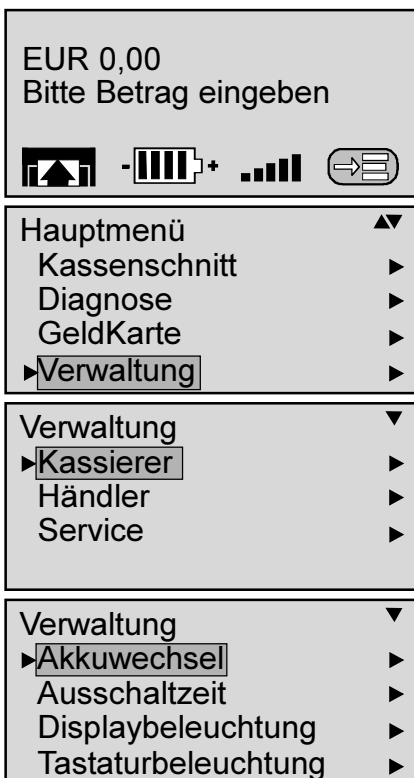 EUR 0,00
Bitte Betrag eingeben
Hauptmenü
Kassenschnitt
Diagnose
GeldKarte
Verwaltung
Verwaltung
Kassierer
Händler
Service
Verwaltung
Akkuwechsel
Ausschaltzeit
Displaybeleuchtung
Tastaturbeleuchtung